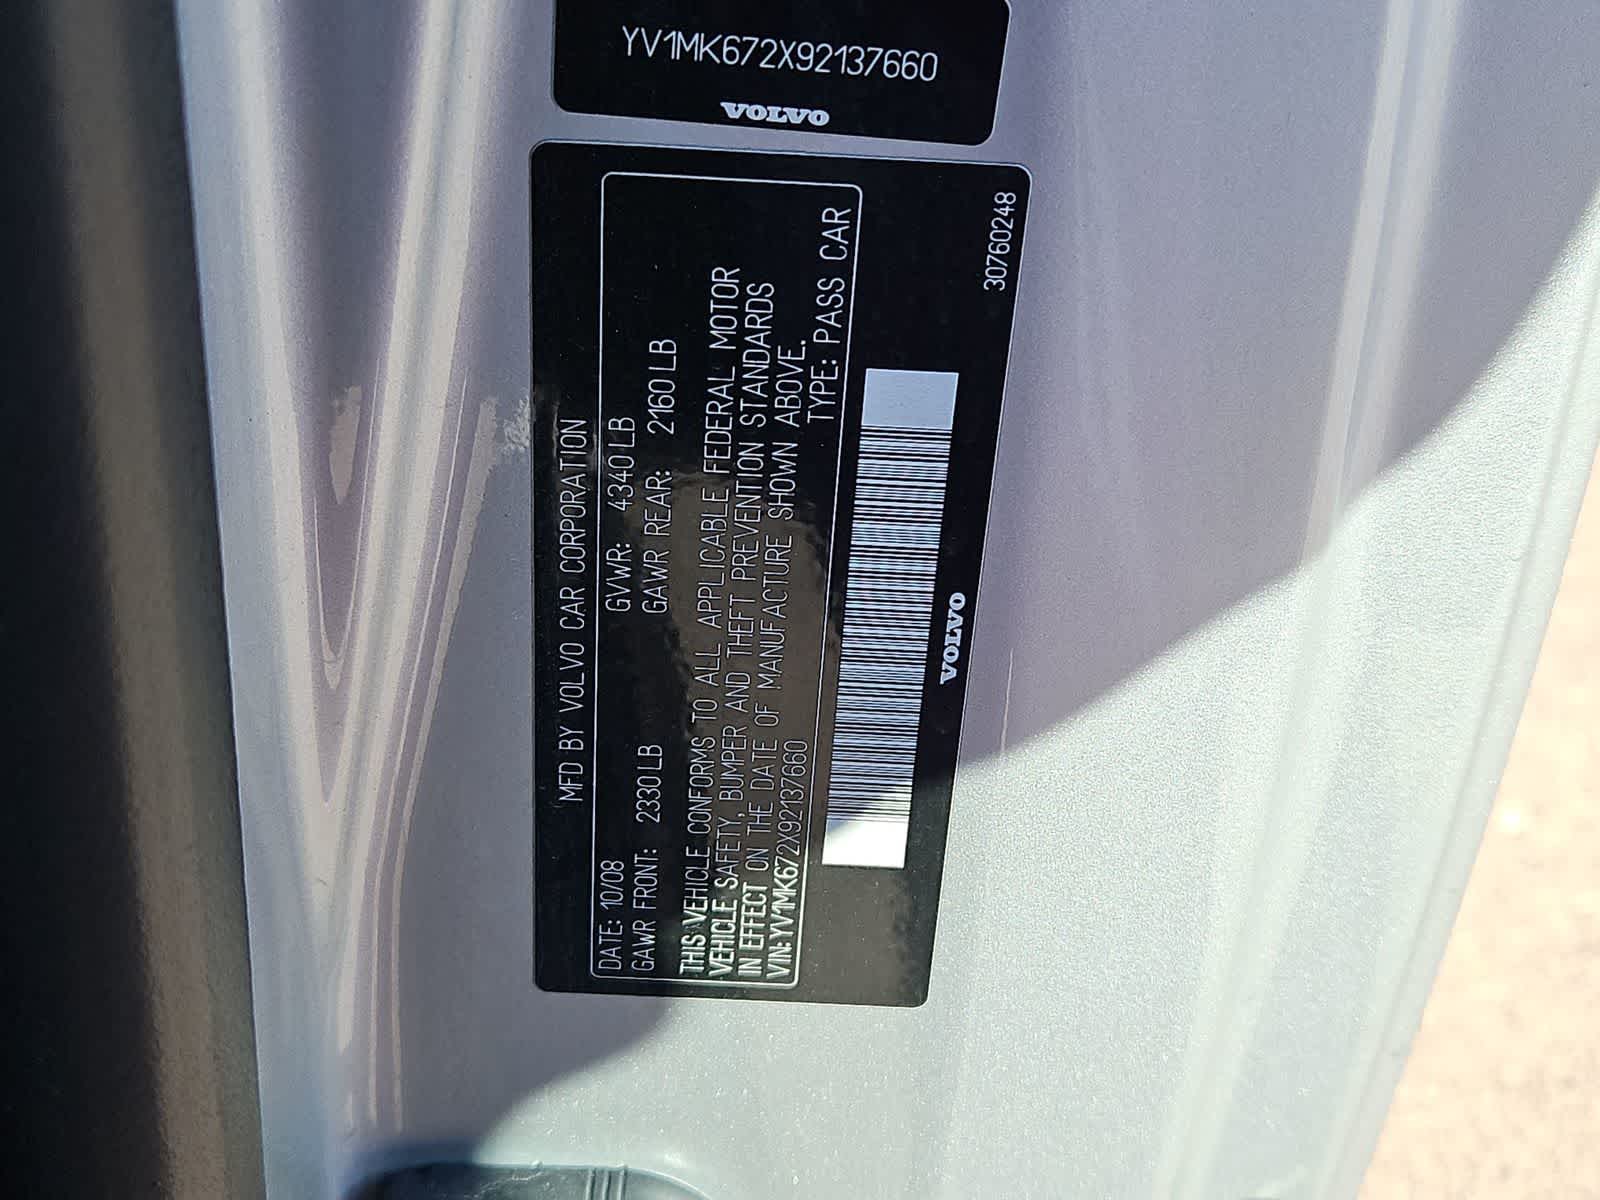 YV1MK672X92137660
VOLVO
MFD BY VOLVO CAR CORPORATION
DATE: 10/08 GVWR: 4340 LB
GAWR FRONT: 2330 LB GAWR REAR: 2160 LB
THIS VEHICLE CONFORMS TO ALL APPLICABLE FEDERAL MOTOR
VEHICLE SAFETY, BUMPER AND THEFT PREVENTION STANDARDS
IN EFFECT ON THE DATE OF MANUFACTURE SHOWN ABOVE.
VIN: YV1MK672X92137660 TYPE: PASS CAR
VOLVO
30760248